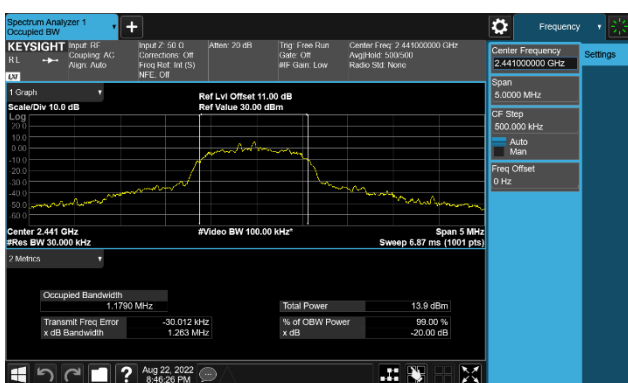 Spectrum Analyzer 1
Occupied BW
+
Frequency
KEYSIGHT Input: RF
Coupling: AC
Align: Auto
RL
LXI
Input Z: 50 Ω
Corrections: Off
Freq Ref: Int (S)
NFE: Off
Atten: 20 dB
Trig: Free Run
Gate: Off
#IF Gain: Low
Center Freq: 2.441000000 GHz
Avg|Hold: 500/500
Radio Std: None
Center Frequency
2.441000000 GHz
Settings
Span
5.0000 MHz
CF Step
500.000 kHz
Auto
Man
Freq Offset
0 Hz
1 Graph
Scale/Div 10.0 dB
Ref Lvl Offset 11.00 dB
Ref Value 30.00 dBm
Log
20.0
10.0
0.00
-10.0
-20.0
-30.0
-40.0
-50.0
-60.0
Center 2.441 GHz
#Res BW 30.000 kHz
#Video BW 100.00 kHz*
Span 5 MHz
Sweep 6.87 ms (1001 pts)
2 Metrics
Occupied Bandwidth
1.1790 MHz
Total Power 13.9 dBm
Transmit Freq Error -30.012 kHz
% of OBW Power 99.00 %
x dB Bandwidth 1.263 MHz
x dB -20.00 dB
?
Aug 22, 2022
8:46:26 PM